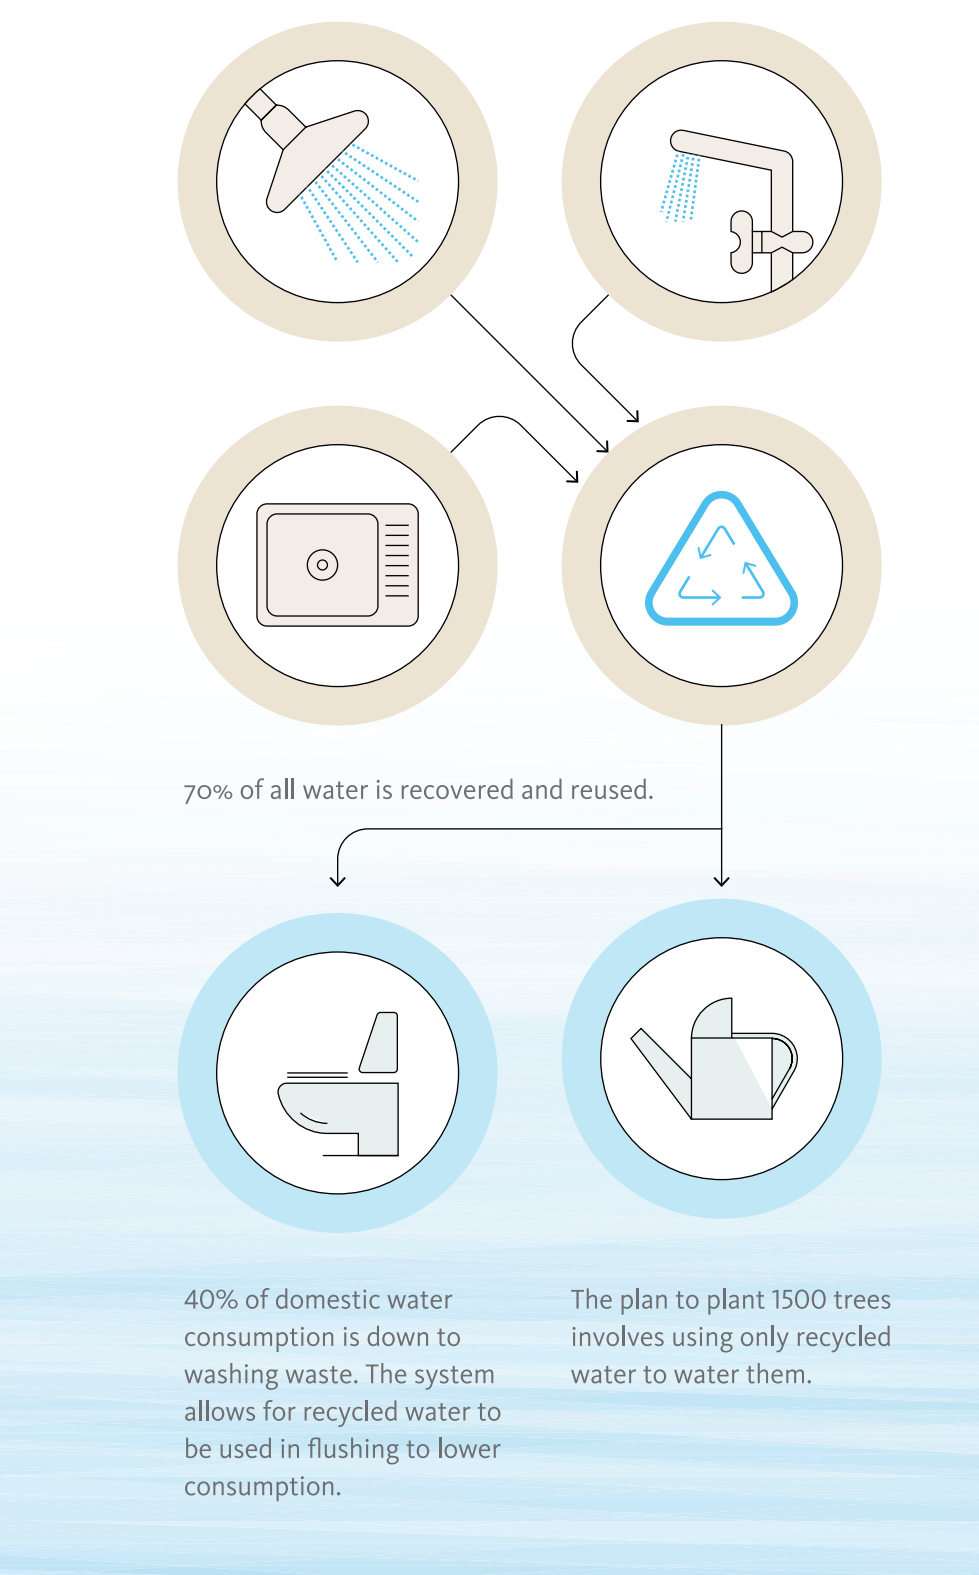 70% of all water is recovered and reused.
40% of domestic water
consumption is down to
washing waste. The system
allows for recycled water to
be used in flushing to lower
consumption.
The plan to plant 1500 trees
involves using only recycled
water to water them.